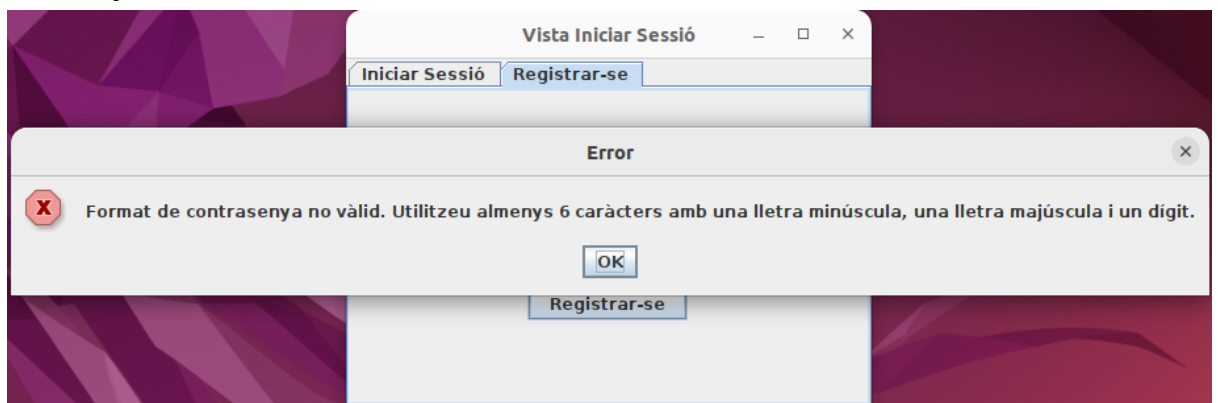 Vista Iniciar Sessió
Iniciar Sessió Registrar-se
Error
Format de contrasenya no vàlid. Utilitzeu almenys 6 caràcters amb una lletra minúscula, una lletra majúscula i un dígit.
OK
Registrar-se